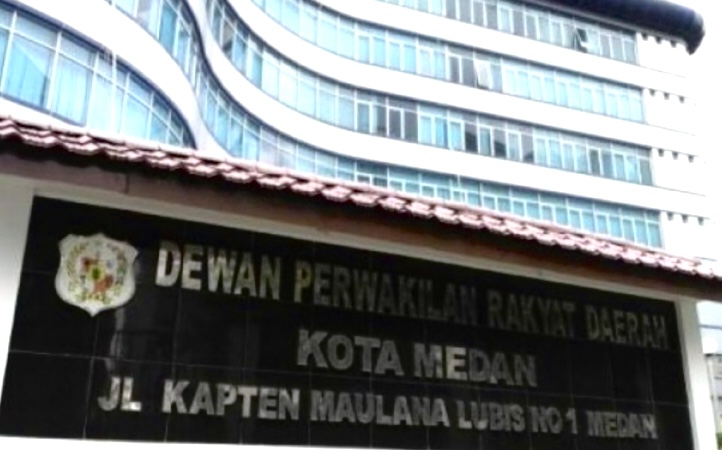 DEWAN PERWAKILAN RAKYAT DAERAH
KOTA MEDAN
JL KAPTEN MAULANA LUBIS NO 1 MEDAN